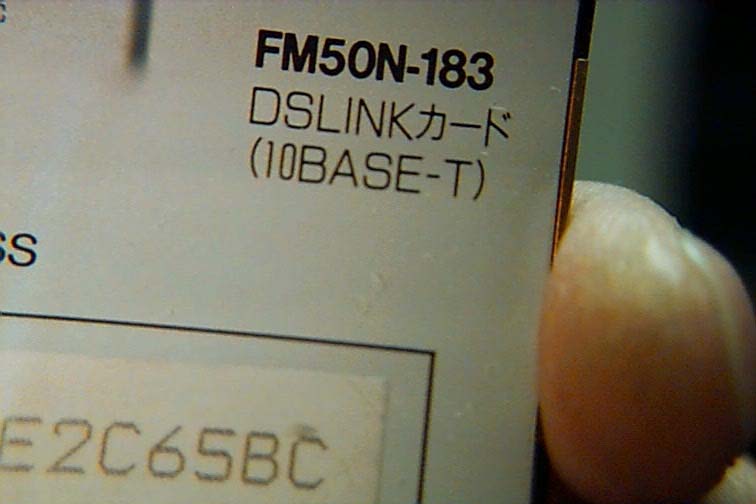 FM50N-183
DSLINKカード
(10BASE-T)
SS
E2C65BC